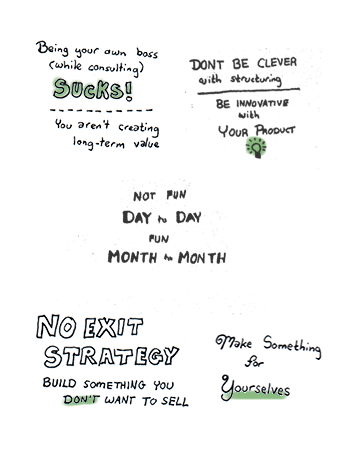 Being your own boss
(while consulting)
SUCKS!
You aren't creating
long-term value
DONT BE CLEVER
with structuring
BE INNOVATIVE
with
YOUR PRODUCT
NOT FUN
DAY to DAY
FUN
MONTH to MONTH
NO EXIT
STRATEGY
BUILD SOMETHING YOU
DON'T WANT TO SELL
Make Something
for
Yourselves